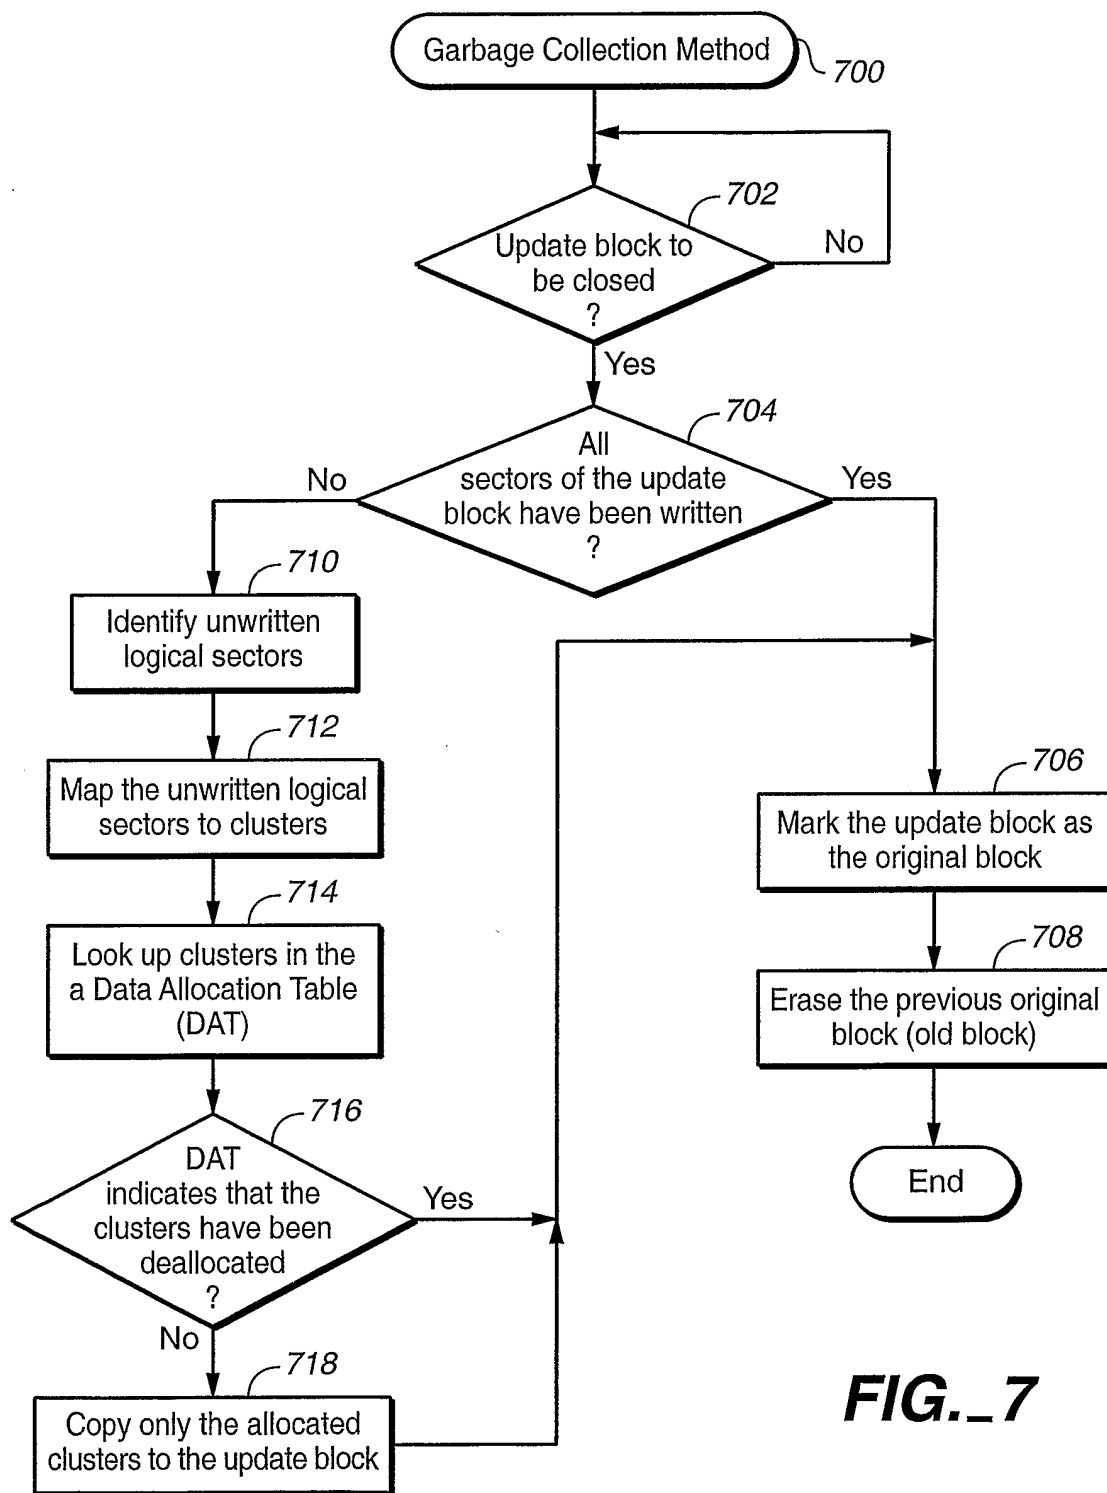 Garbage Collection Method
700
702
Update block to
be closed
?
No
Yes
704
All
sectors of the update
block have been written
?
No
Yes
710
Identify unwritten
logical sectors
712
Map the unwritten logical
sectors to clusters
706
Mark the update block as
the original block
714
Look up clusters in the
a Data Allocation Table
(DAT)
708
Erase the previous original
block (old block)
716
DAT
indicates that the
clusters have been
deallocated
?
Yes
No
End
718
Copy only the allocated
clusters to the update block
FIG._7